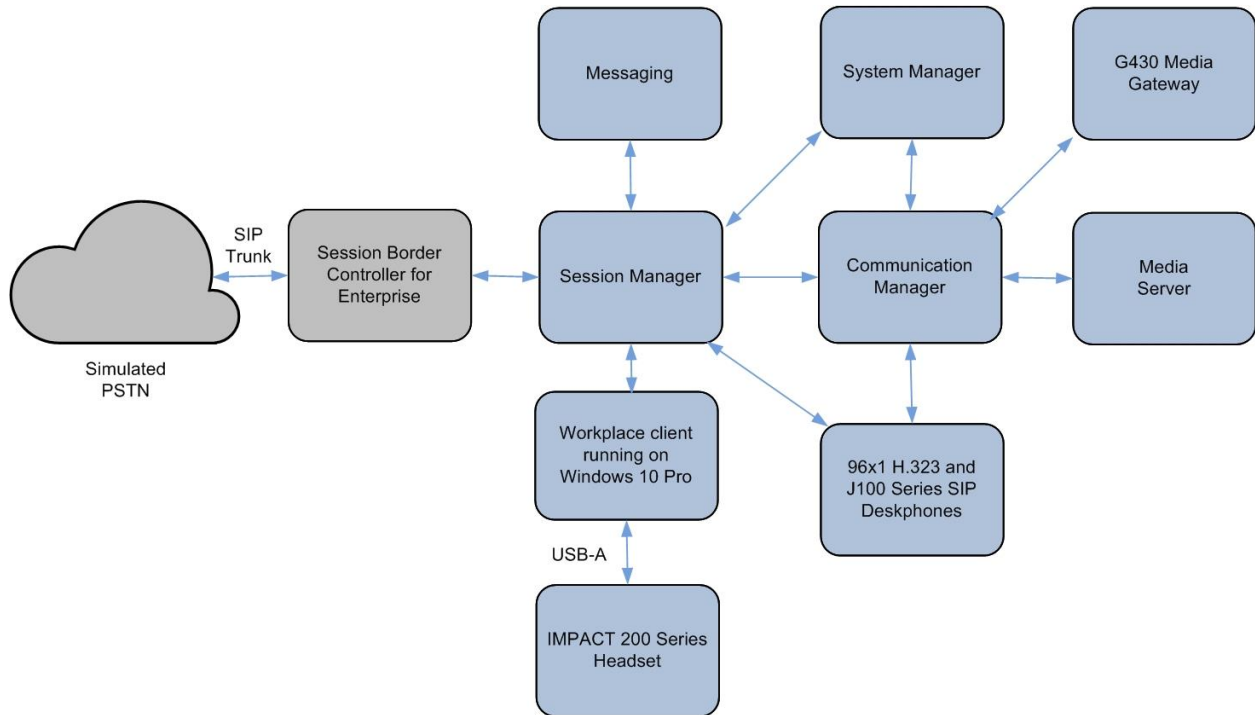 Messaging
System Manager
G430 Media
Gateway
SIP
Trunk
Session Border
Controller for
Enterprise
Session Manager
Communication
Manager
Media
Server
Simulated
PSTN
Workplace client
running on
Windows 10 Pro
96x1 H.323 and
J100 Series SIP
Deskphones
USB-A
IMPACT 200 Series
Headset